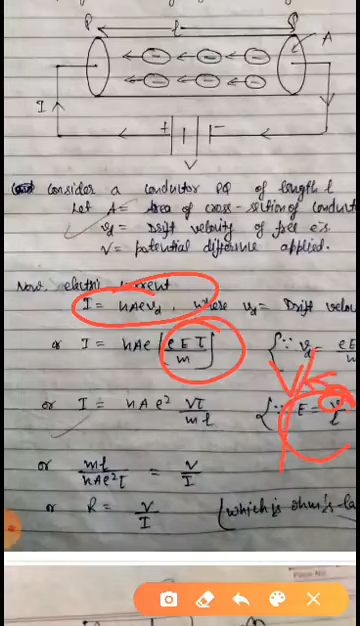 P l Q
A
I
+ -
V
Consider a conductor PQ of length l
Let A = Area of cross-section of conduct
vd = Drift velocity of free e's
V = potential difference applied.
Now, electric current
I = nAevd, where vd = Drift velo
or I = nAe [eEτ/m] {∵ vd = eE/m
or I = nAe² Vτ/ml {∵ E = V/l
or ml/nAe²τ = V/I
or R = V/I (which is ohm's la